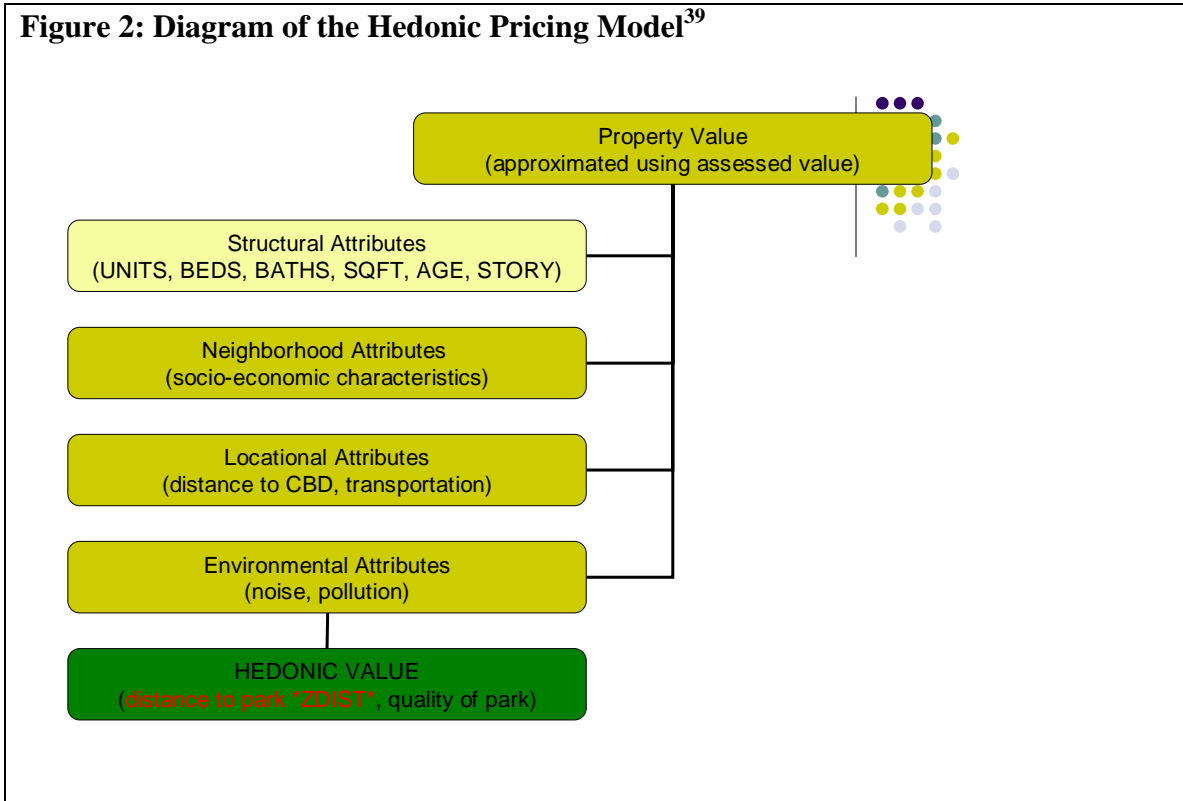 Figure 2: Diagram of the Hedonic Pricing Model39
Property Value
(approximated using assessed value)
Structural Attributes
(UNITS, BEDS, BATHS, SQFT, AGE, STORY)
Neighborhood Attributes
(socio-economic characteristics)
Locational Attributes
(distance to CBD, transportation)
Environmental Attributes
(noise, pollution)
HEDONIC VALUE
(distance to park *ZDIST*, quality of park)